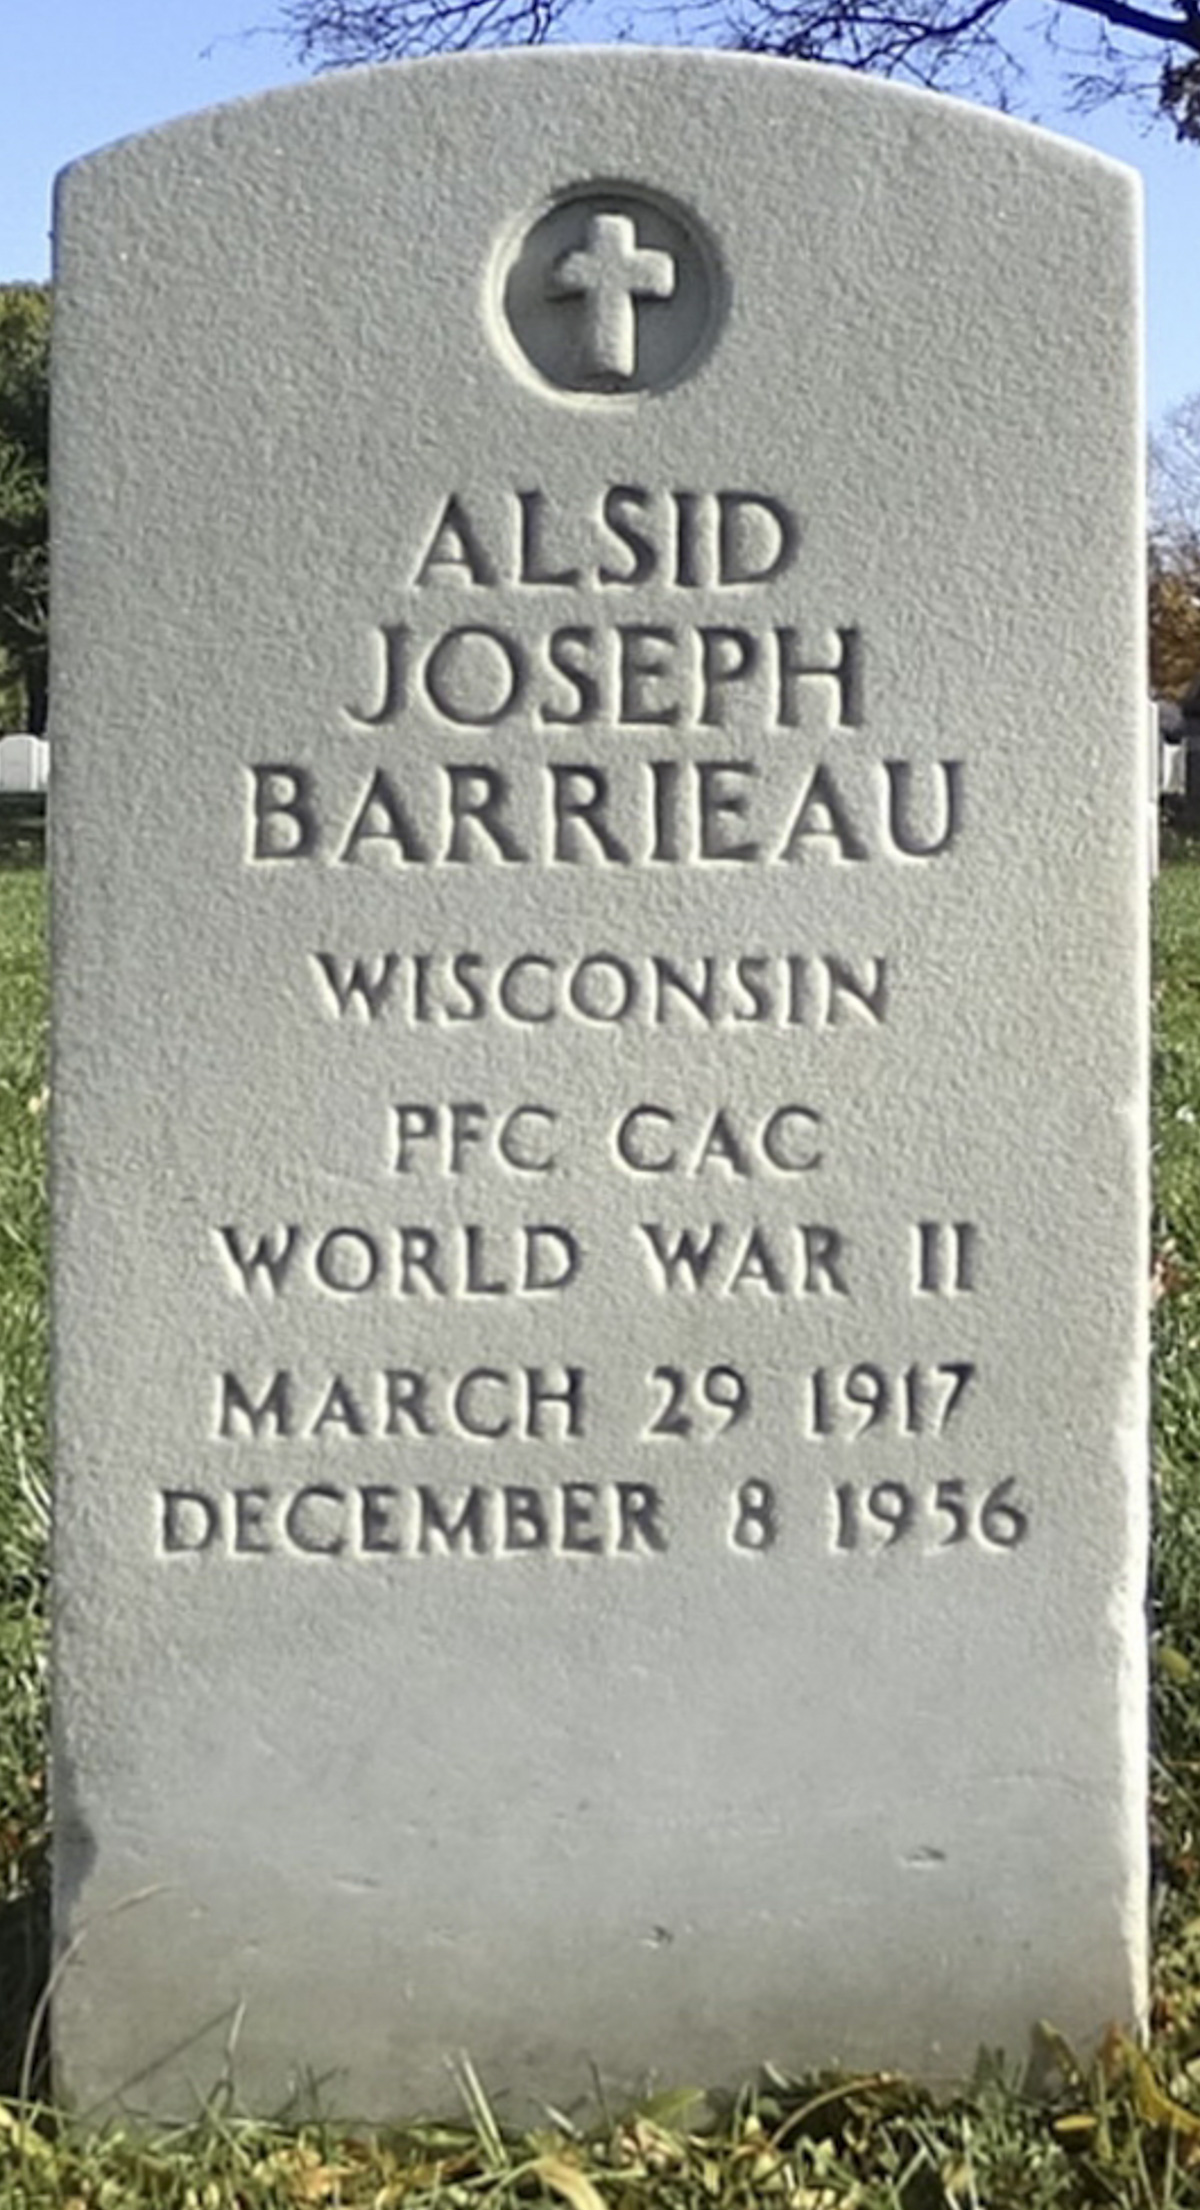 ALSID
JOSEPH
BARRIEAU
WISCONSIN
PFC CAC
WORLD WAR II
MARCH 29 1917
DECEMBER 8 1956